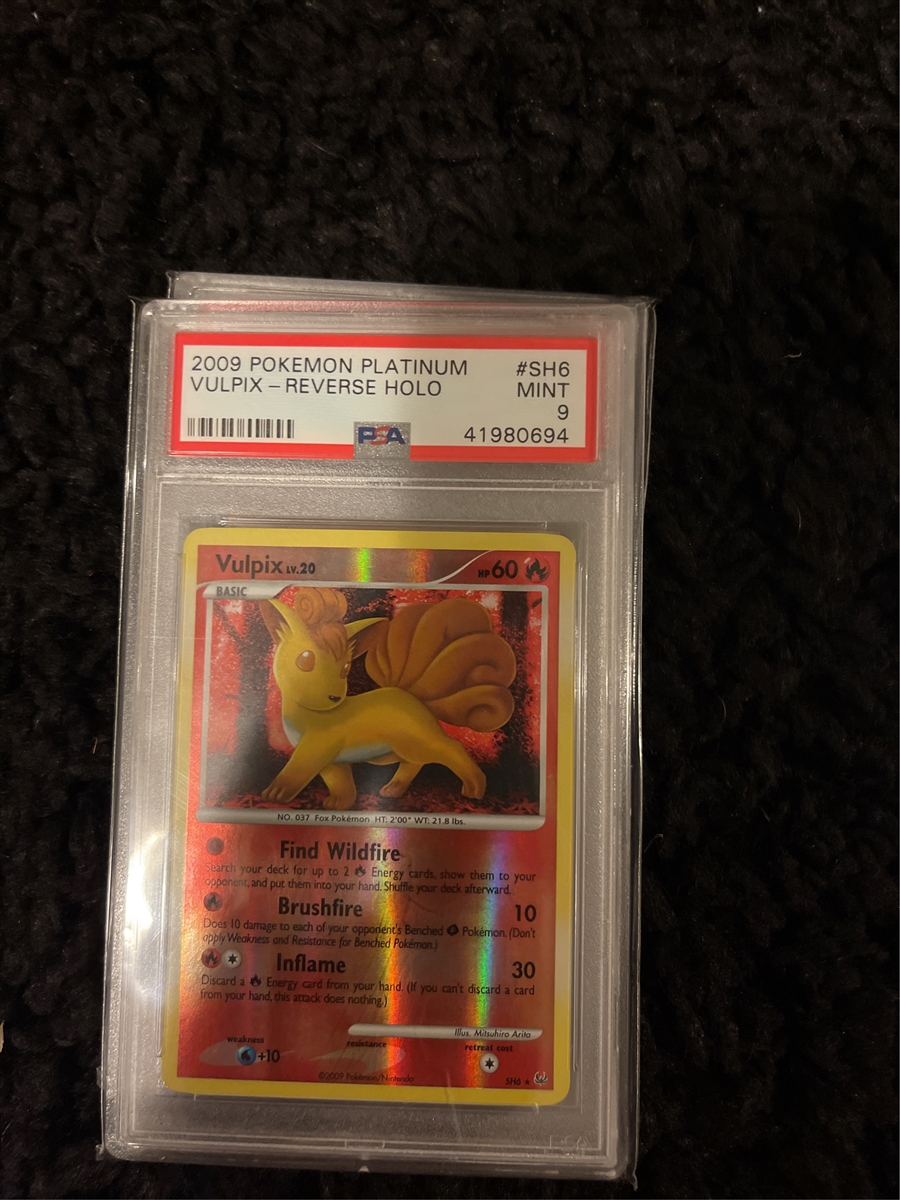 2009 POKEMON PLATINUM #SH6
VULPIX – REVERSE HOLO MINT
9
PSA 41980694
Vulpix LV.20 HP 60
BASIC
NO. 037 Fox Pokémon HT: 2'00" WT: 21.8 lbs.
Find Wildfire
Search your deck for up to 2 Energy cards, show them to your
opponent, and put them into your hand. Shuffle your deck afterward.
Brushfire 10
Does 10 damage to each of your opponent's Benched Pokémon. (Don't
apply Weakness and Resistance for Benched Pokémon.)
Inflame 30
Discard a Energy card from your hand. (If you can't discard a card
from your hand, this attack does nothing.)
Illus. Mitsuhiro Arita
weakness resistance retreat cost
+10
©2009 Pokémon/Nintendo SH6 ★